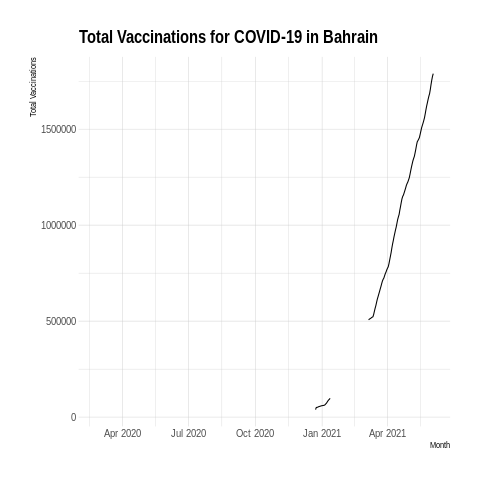 Total Vaccinations for COVID-19 in Bahrain
Total Vaccinations
1500000
1000000
500000
0
Apr 2020 Jul 2020 Oct 2020 Jan 2021 Apr 2021
Month